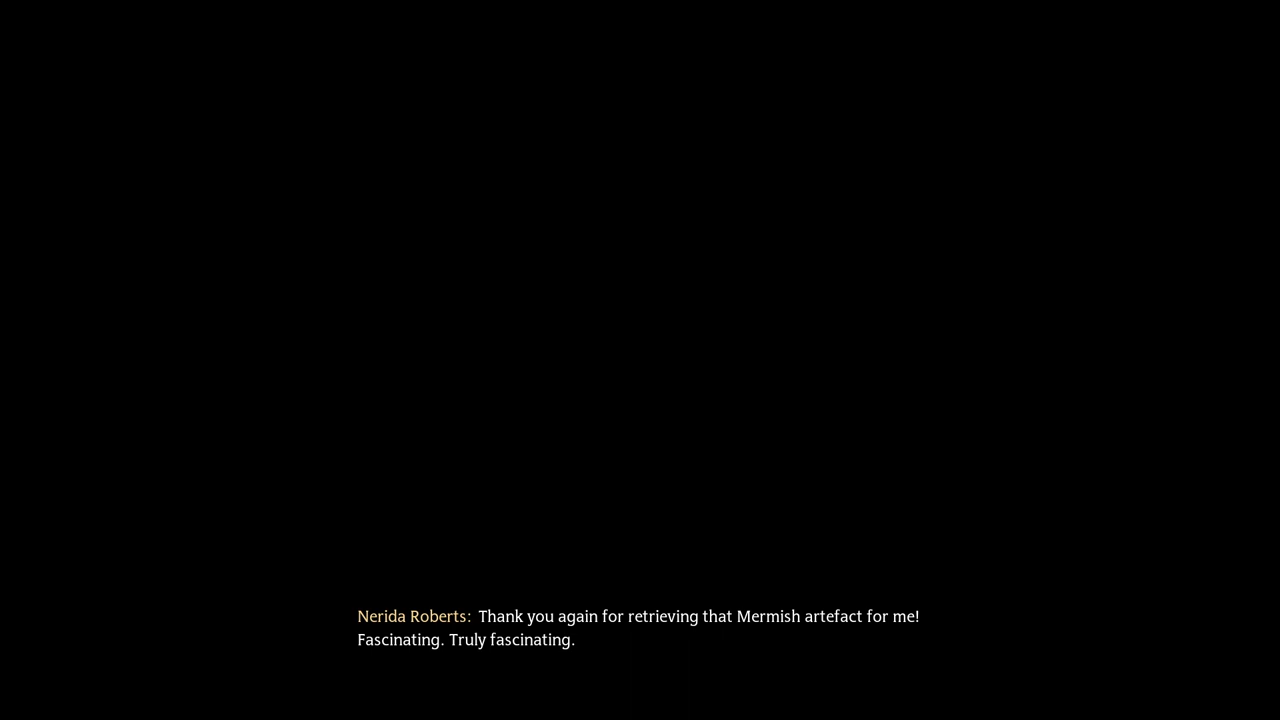 Nerida Roberts: Thank you again for retrieving that Mermish artefact for me!
Fascinating. Truly fascinating.